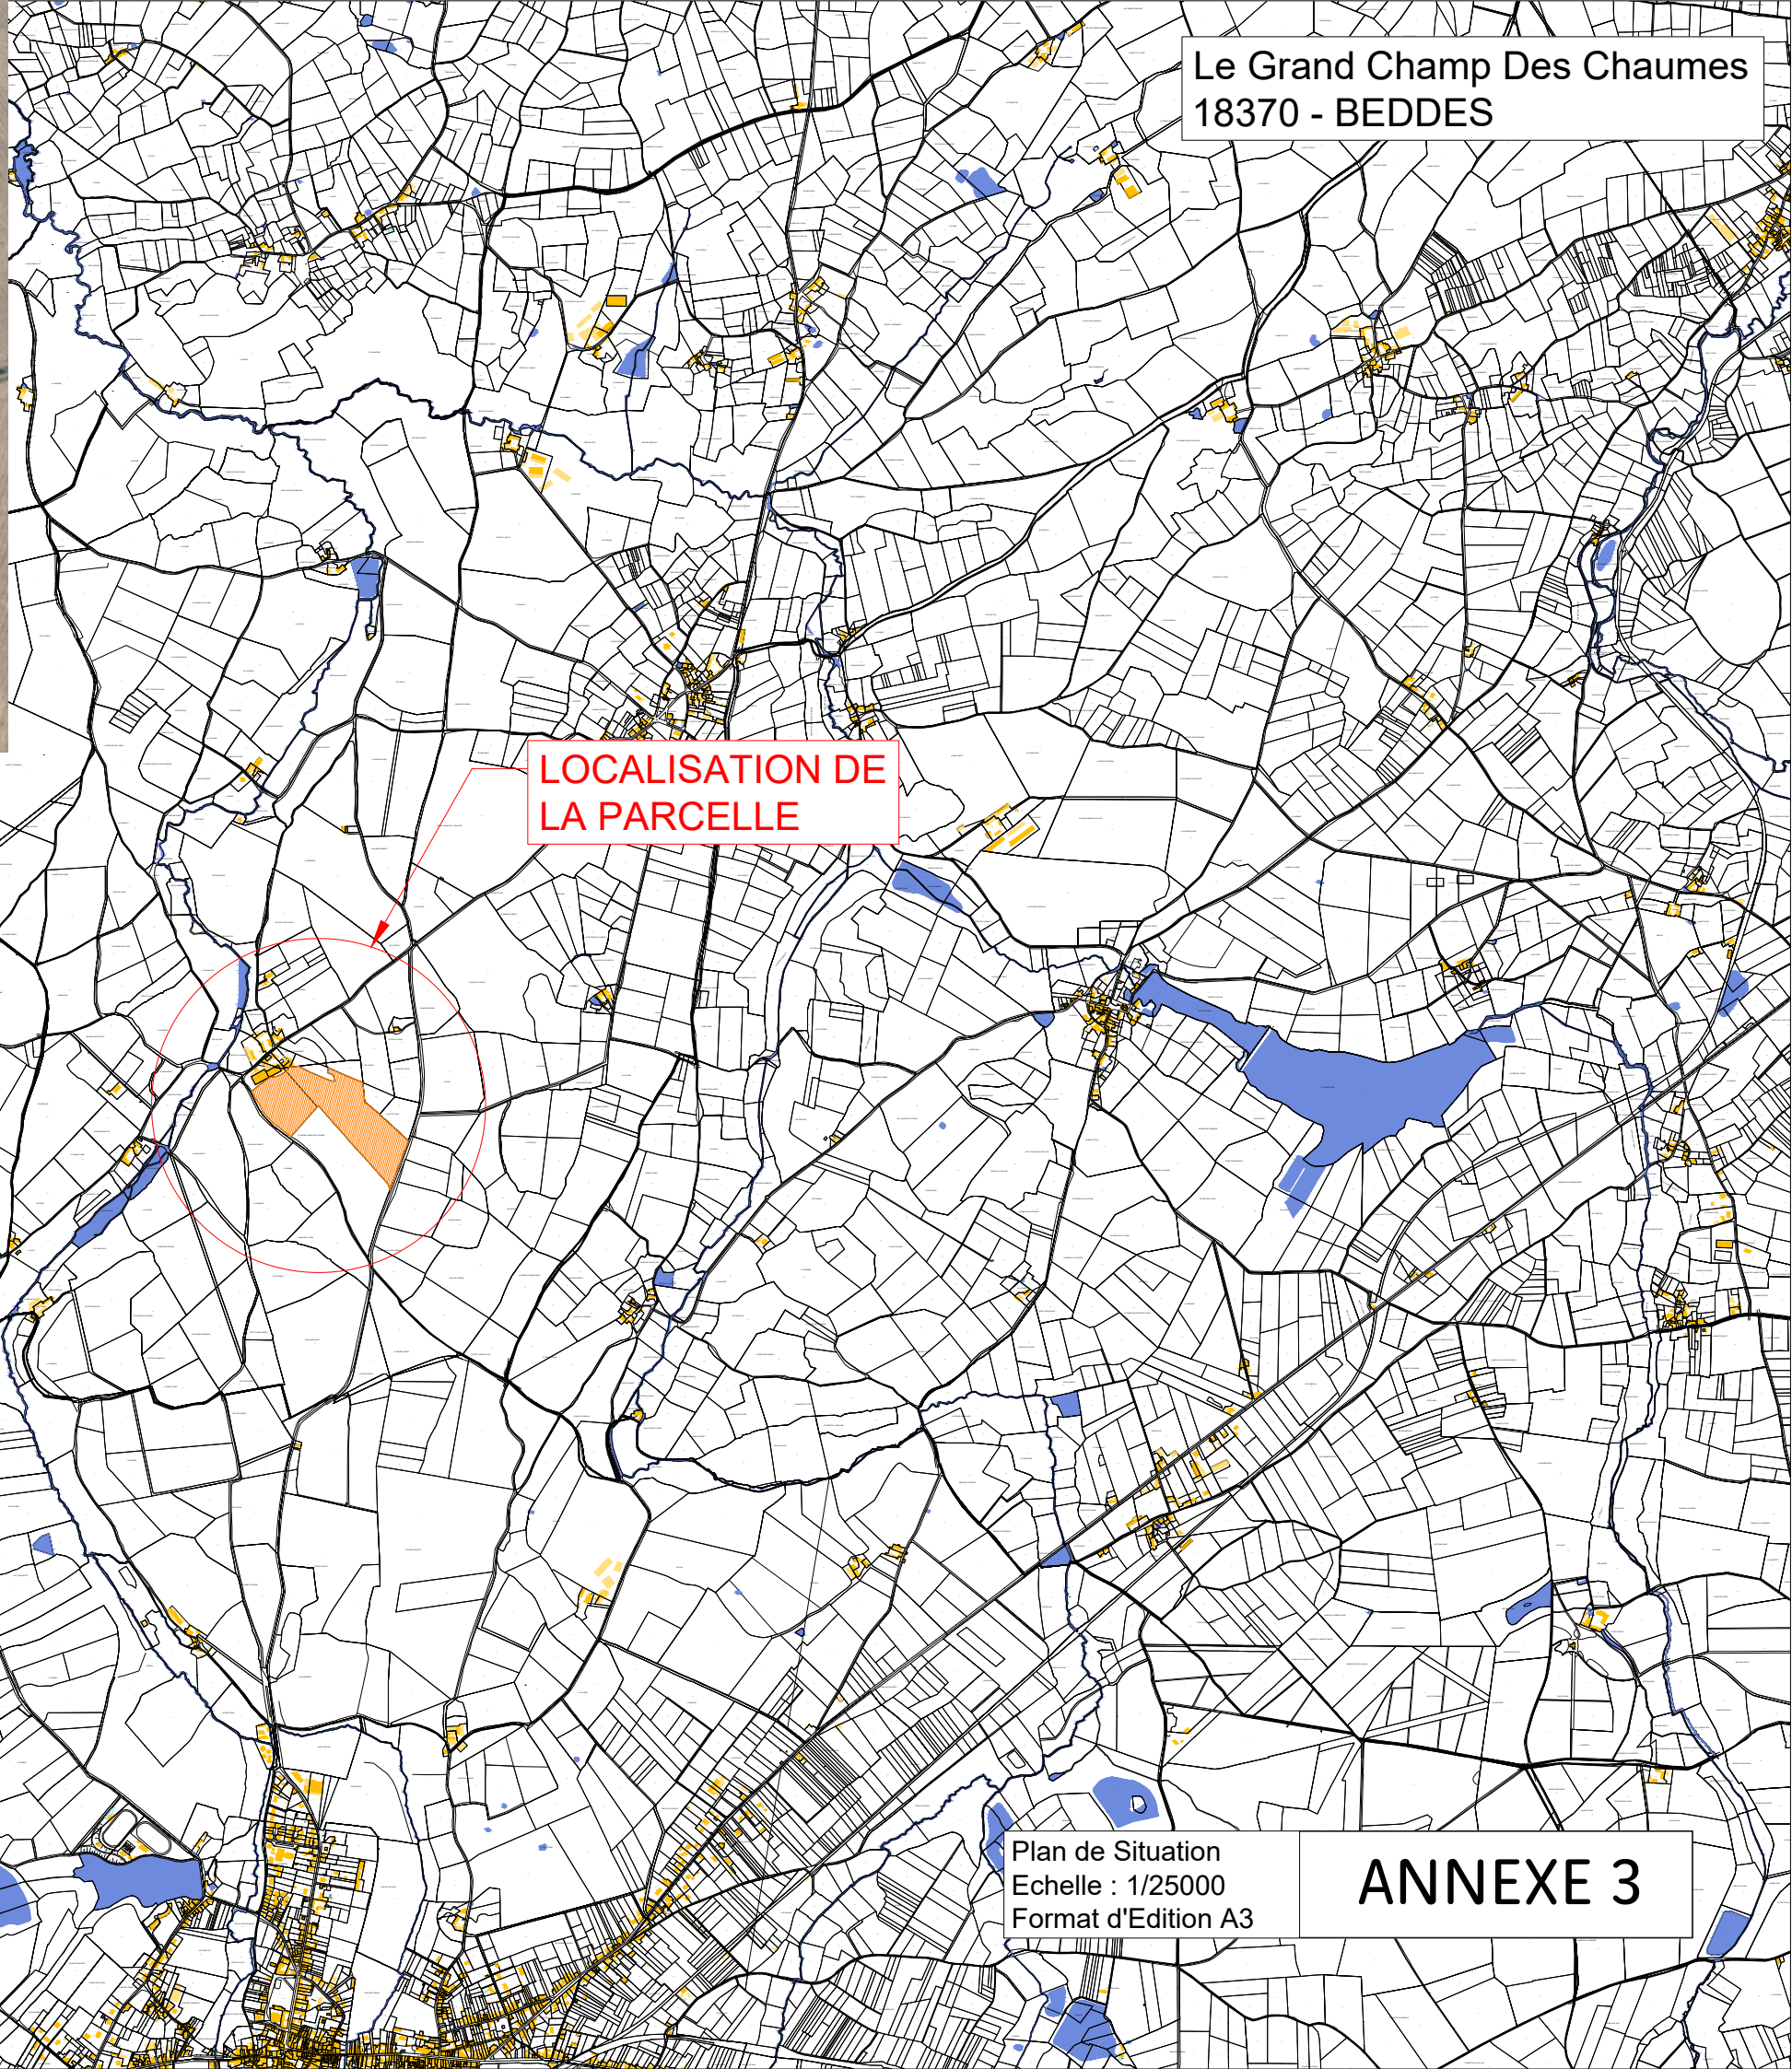 Le Grand Champ Des Chaumes
18370 - BEDDES
LOCALISATION DE
LA PARCELLE
Plan de Situation
Echelle : 1/25000
Format d'Edition A3
ANNEXE 3